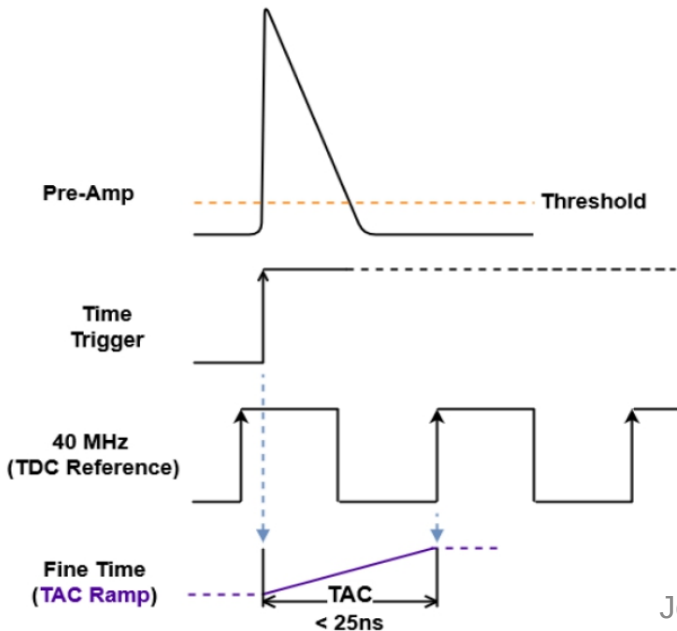 Pre-Amp
Threshold
Time
Trigger
40 MHz
(TDC Reference)
Fine Time
(TAC Ramp)
TAC
< 25ns